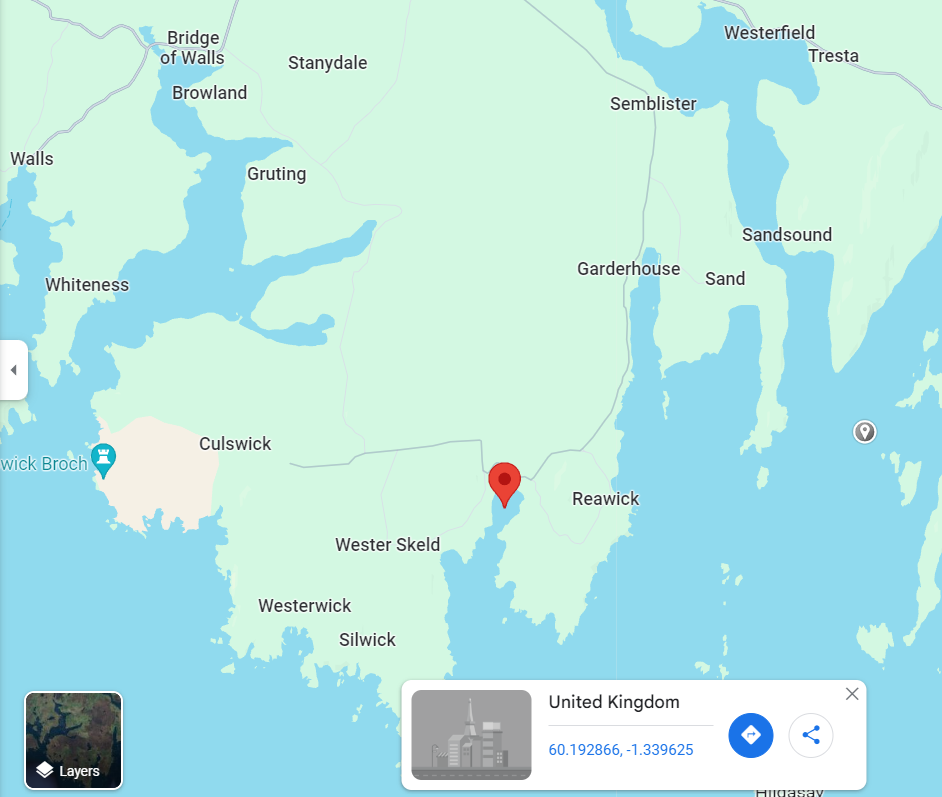 Westerfield
Bridge
of Walls
Tresta
Stanydale
Browland
Semblister
Walls
Gruting
Sandsound
Garderhouse
Sand
Whiteness
Culswick
wick Broch
Reawick
Wester Skeld
Westerwick
Silwick
United Kingdom
60.192866, -1.339625
Layers
Hildasay